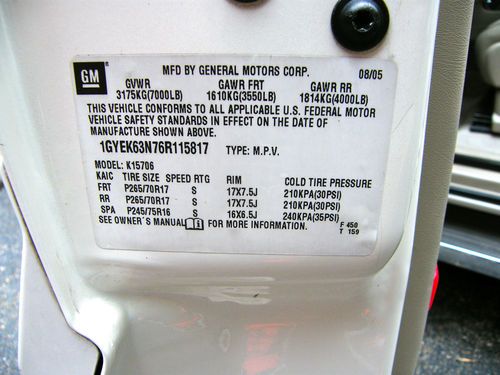 GM
MFD BY GENERAL MOTORS CORP. 08/05
GVWR GAWR FRT GAWR RR
3175KG(7000LB) 1610KG(3550LB) 1814KG(4000LB)
THIS VEHICLE CONFORMS TO ALL APPLICABLE U.S. FEDERAL MOTOR
VEHICLE SAFETY STANDARDS IN EFFECT ON THE DATE OF
MANUFACTURE SHOWN ABOVE.
1GYEK63N76R115817 TYPE: M.P.V.
MODEL: K15706
KAIC TIRE SIZE SPEED RTG RIM COLD TIRE PRESSURE
FRT P265/70R17 S 17X7.5J 210KPA(30PSI)
RR P265/70R17 S 17X7.5J 210KPA(30PSI)
SPA P245/75R16 S 16X6.5J 240KPA(35PSI)
SEE OWNER'S MANUAL FOR MORE INFORMATION. F 450
T 159